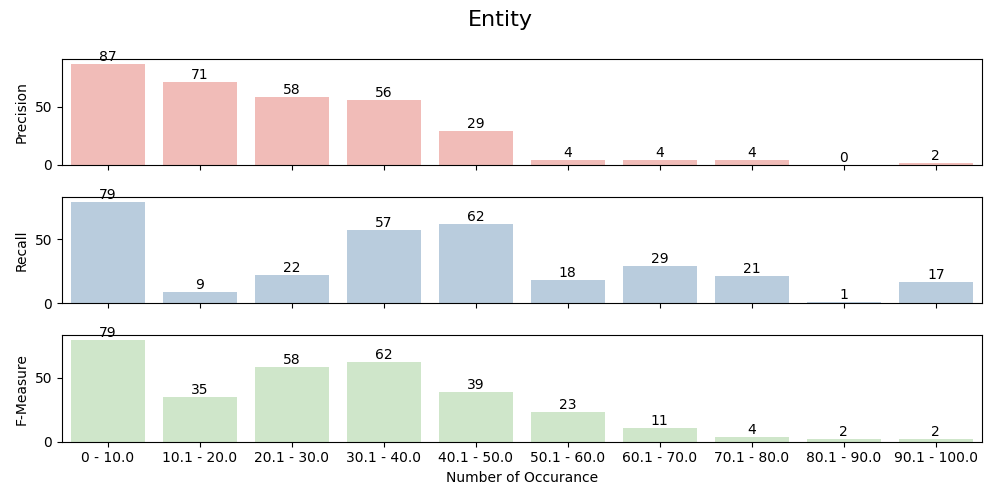 Entity
87 71 58 56 29 4 4 4 0 2
50
0
Precision
79 9 22 57 62 18 29 21 1 17
50
0
Recall
79 35 58 62 39 23 11 4 2 2
50
0
F-Measure
0 - 10.0 10.1 - 20.0 20.1 - 30.0 30.1 - 40.0 40.1 - 50.0 50.1 - 60.0 60.1 - 70.0 70.1 - 80.0 80.1 - 90.0 90.1 - 100.0
Number of Occurance